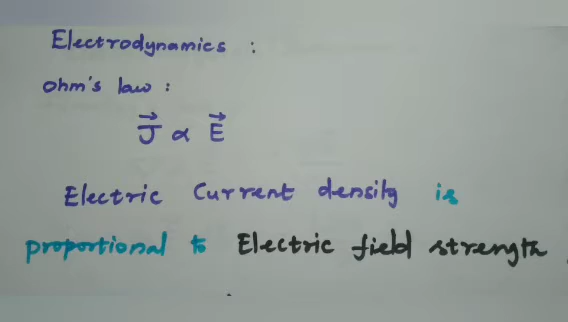 Electrodynamics :
ohm's law :
J⃗ ∝ E⃗
Electric Current density is
proportional to Electric field strength.